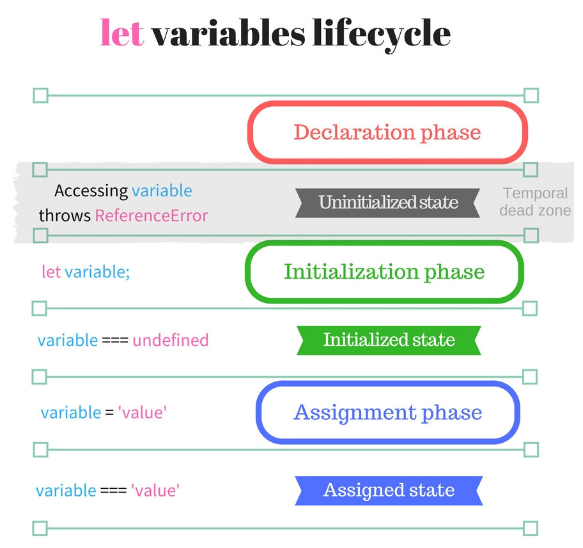 let variables lifecycle
Declaration phase
Accessing variable
throws ReferenceError
Uninitialized state
Temporal
dead zone
let variable;
Initialization phase
variable === undefined
Initialized state
variable = 'value'
Assignment phase
variable === 'value'
Assigned state